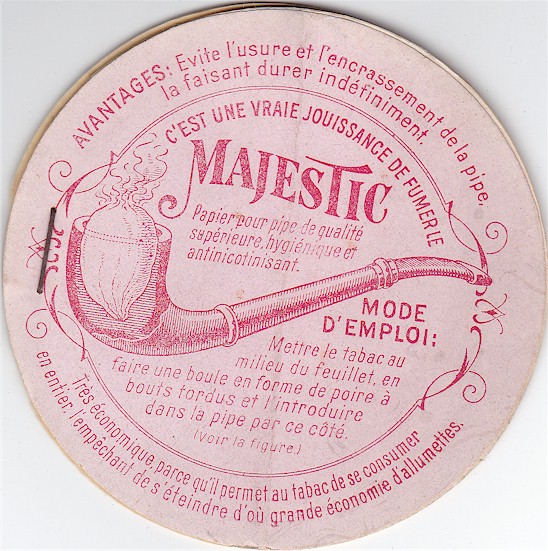 AVANTAGES: Evite l'usure et l'encrassement de la pipe,
la faisant durer indéfiniment.
C'EST UNE VRAIE JOUISSANCE DE FUMER LE
MAJESTIC
Papier pour pipe de qualité
supérieure, hygiénique et
antinicotinisant.
MODE
D'EMPLOI:
Mettre le tabac au
milieu du feuillet, en
faire une boule en forme de poire à
bouts tordus et l'introduire
dans la pipe par ce côté.
(voir la figure.)
Très économique, parce qu'il permet au tabac de se consumer
en entier, l'empêchant de s'éteindre d'où grande économie d'allumettes.